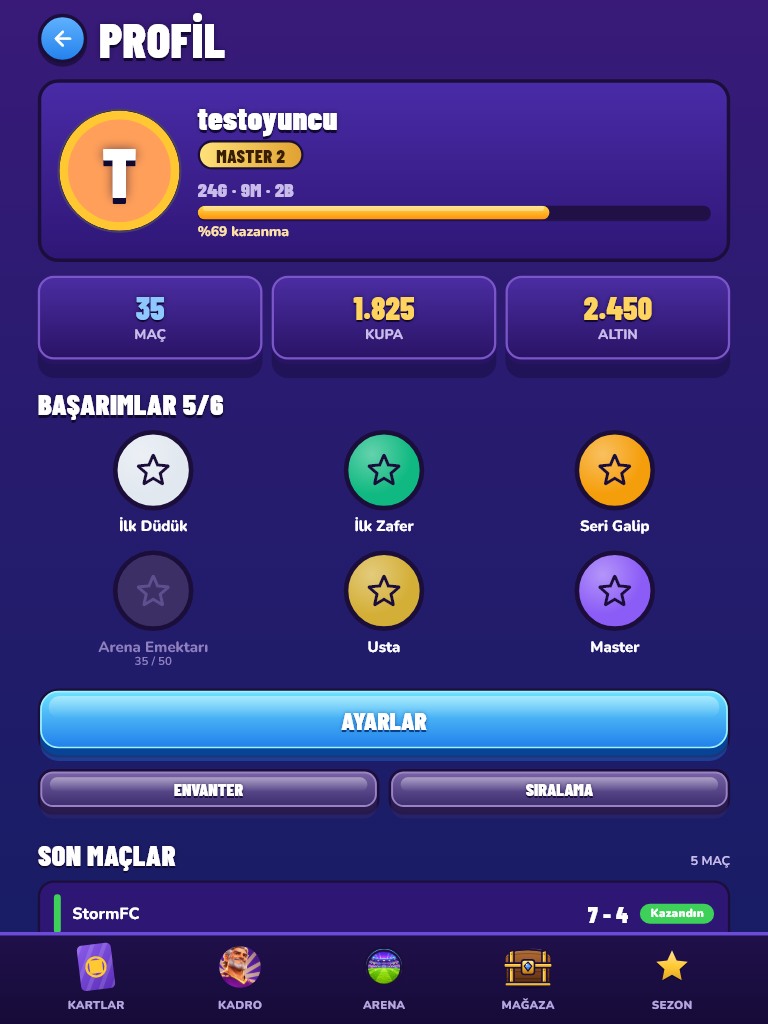 PROFİL
T
testoyuncu
MASTER 2
24G · 9M · 2B
%69 kazanma
35
MAÇ
1.825
KUPA
2.450
ALTIN
BAŞARIMLAR 5/6
İlk Düdük
İlk Zafer
Seri Galip
Arena Emektarı
35 / 50
Usta
Master
AYARLAR
ENVANTER
SIRALAMA
SON MAÇLAR
5 MAÇ
StormFC
7 - 4
Kazandın
KARTLAR
KADRO
ARENA
MAĞAZA
SEZON